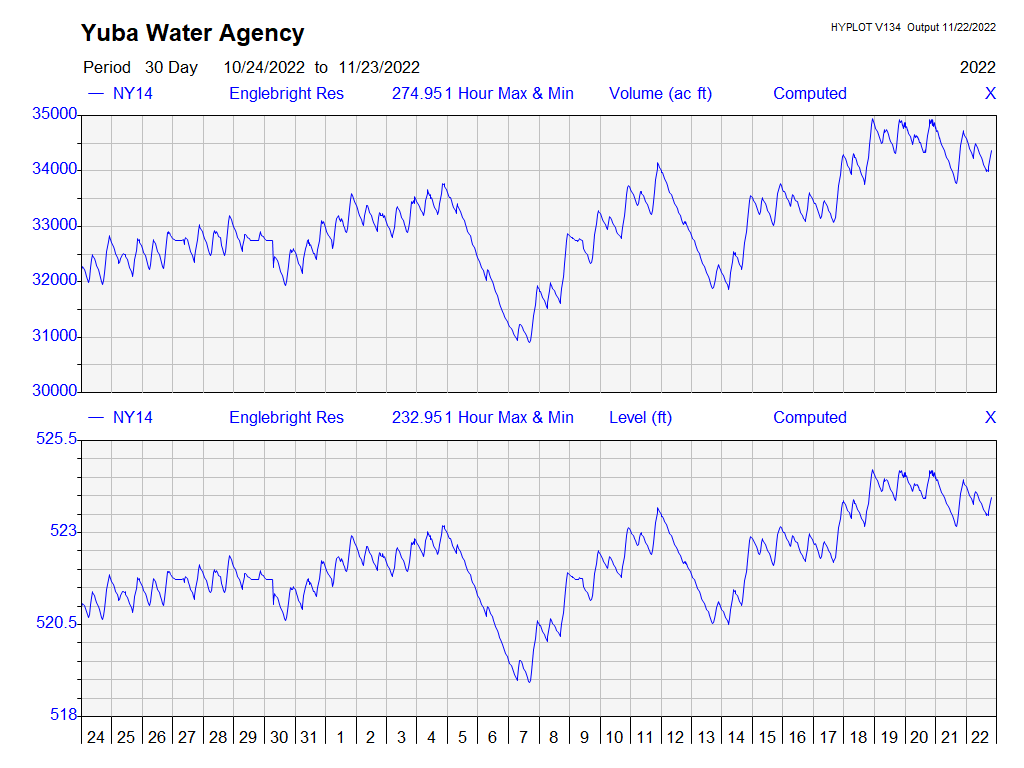 Yuba Water Agency
HYPLOT V134 Output 11/22/2022
Period 30 Day 10/24/2022 to 11/23/2022
2022
NY14 Englebright Res 274.951 Hour Max & Min Volume (ac ft) Computed X
35000
34000
33000
32000
31000
30000
NY14 Englebright Res 232.951 Hour Max & Min Level (ft) Computed X
525.5
523
520.5
518
24 25 26 27 28 29 30 31 1 2 3 4 5 6 7 8 9 10 11 12 13 14 15 16 17 18 19 20 21 22